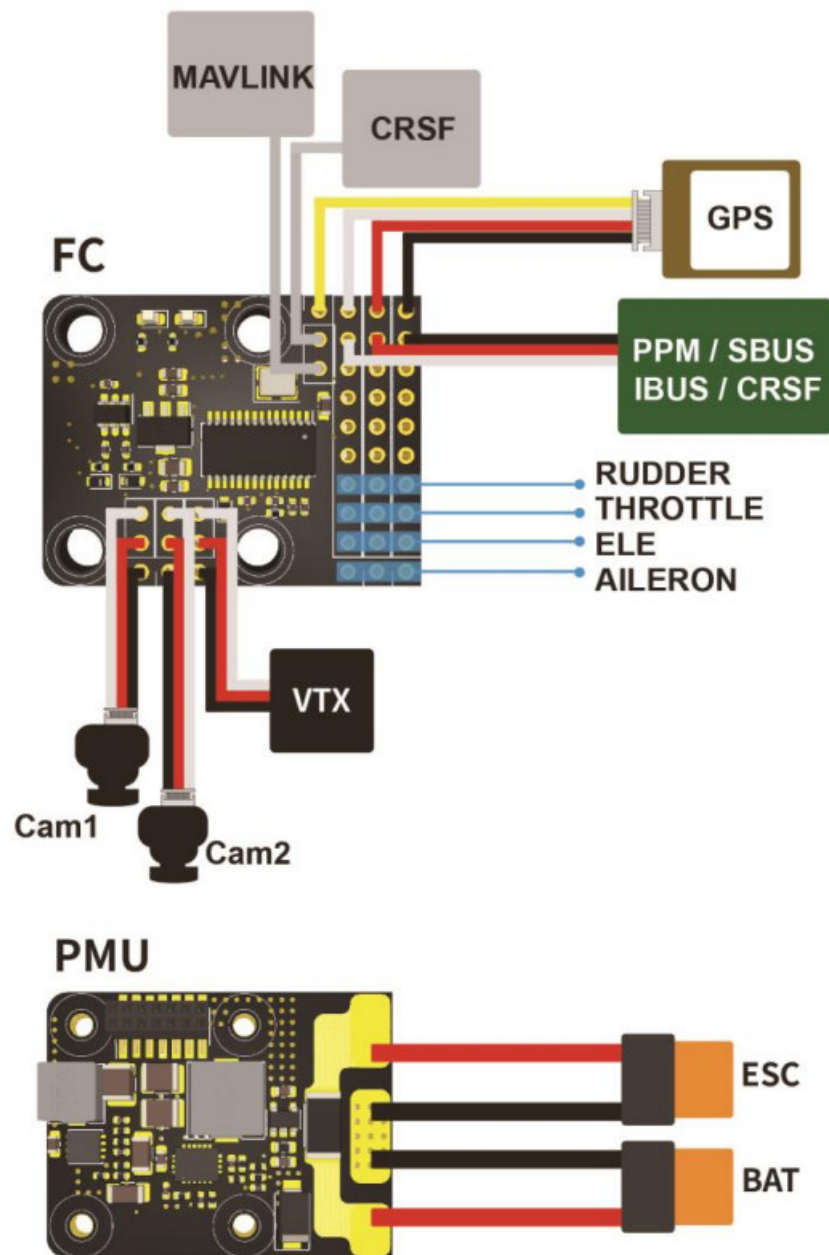 MAVLINK
CRSF
GPS
FC
PPM / SBUS
IBUS / CRSF
RUDDER
THROTTLE
ELE
AILERON
VTX
Cam1
Cam2
PMU
ESC
BAT